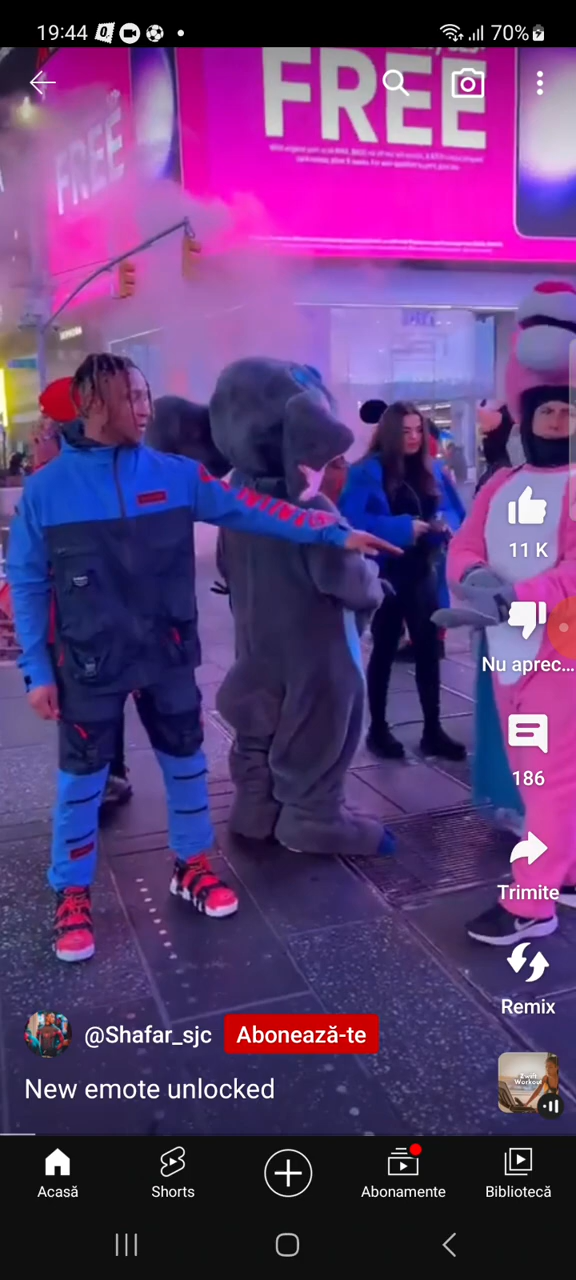 19:44
70%
FREE
FREE
11 K
Nu aprec...
186
Trimite
Remix
@Shafar_sjc
Abonează-te
New emote unlocked
Workout
Acasă
Shorts
Abonamente
Bibliotecă